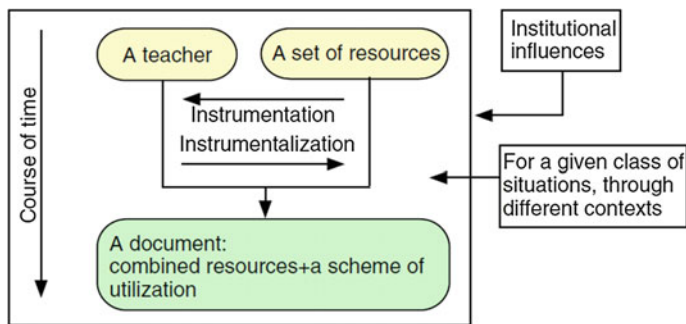 A teacher
A set of resources
Institutional
influences
Course of time
Instrumentation
Instrumentalization
For a given class of
situations, through
different contexts
A document:
combined resources+a scheme of
utilization